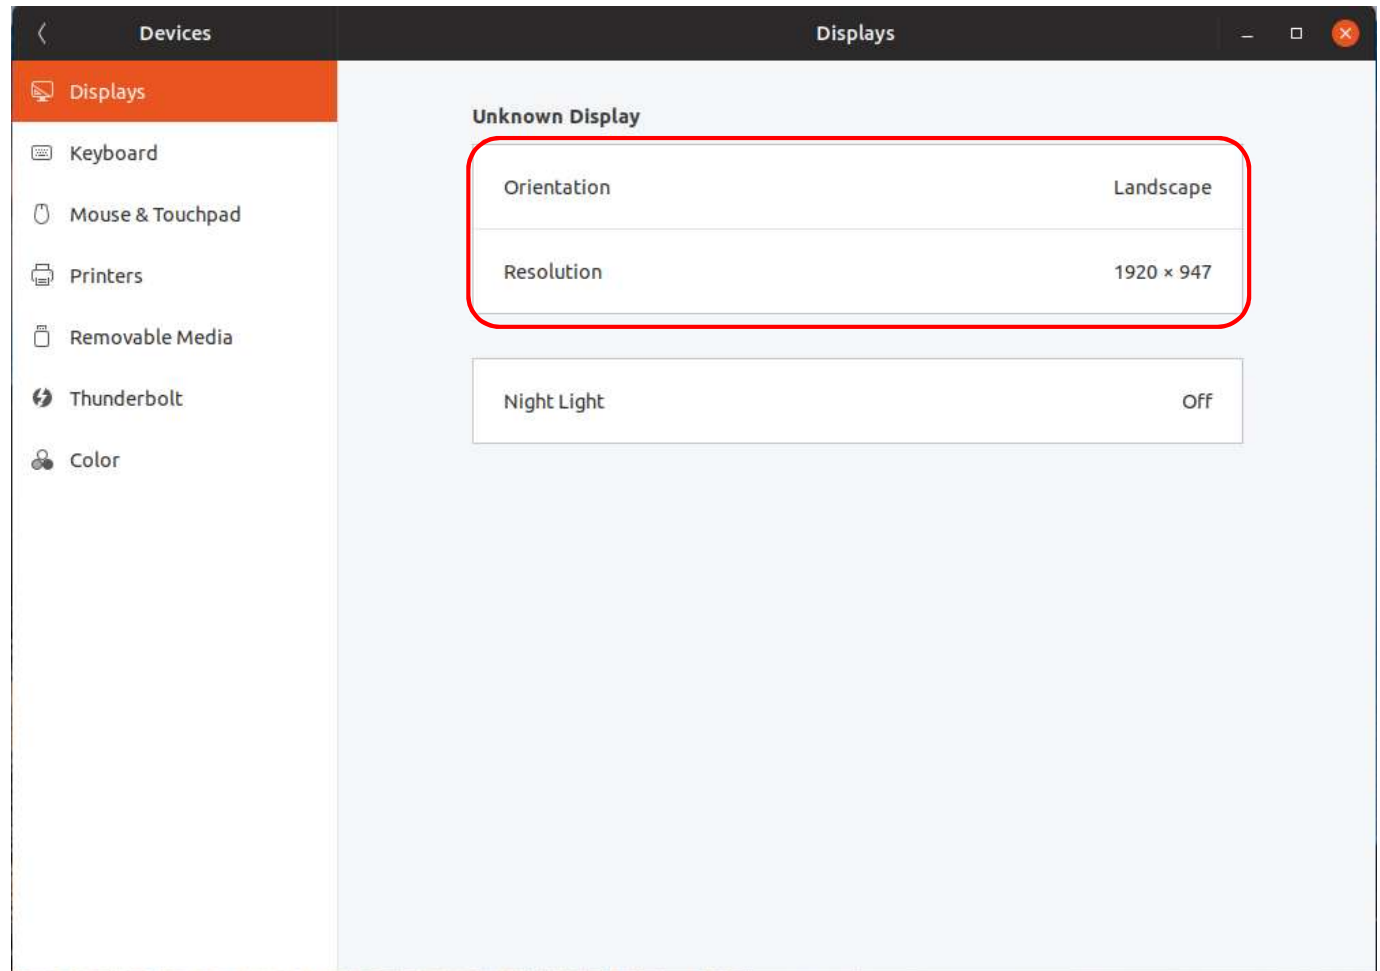 Devices
Displays
Displays
Keyboard
Mouse & Touchpad
Printers
Removable Media
Thunderbolt
Color
Unknown Display
Orientation Landscape
Resolution 1920 × 947
Night Light Off